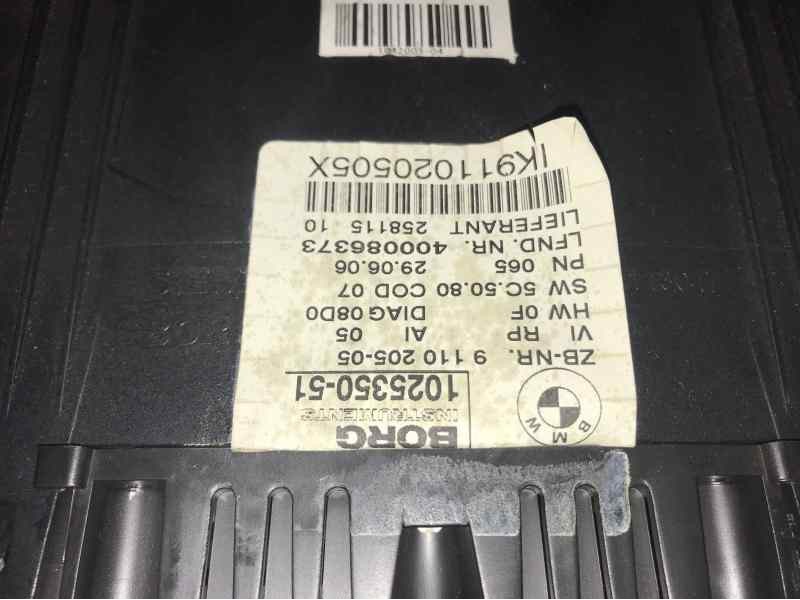 BMW
BORG
INSTRUMENTS
1025350-51
ZB-NR. 9 110 205-05
VI RP AI 05
HW 0F DIAG 08D0
SW 5C.50.80 COD 07
PN 065 29.06.06
LFND. NR. 400086373
LIEFERANT 258115 10
IK911020505X